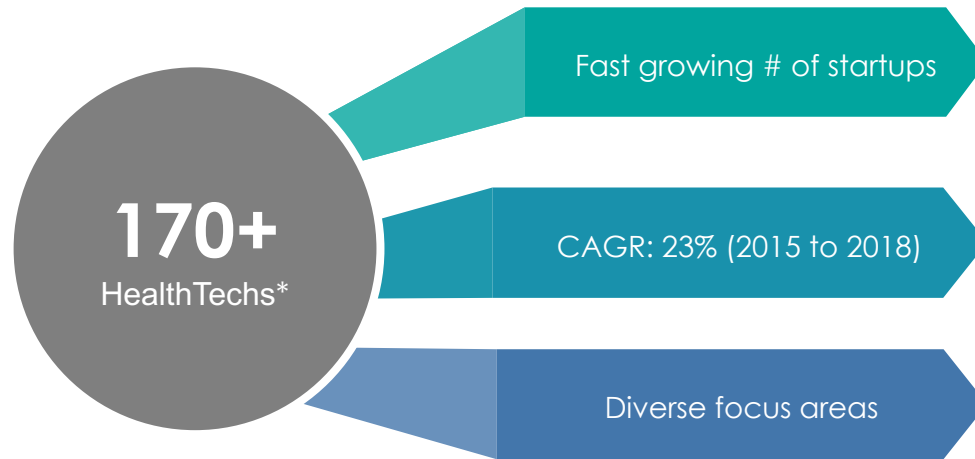 170+
HealthTechs*
Fast growing # of startups
CAGR: 23% (2015 to 2018)
Diverse focus areas